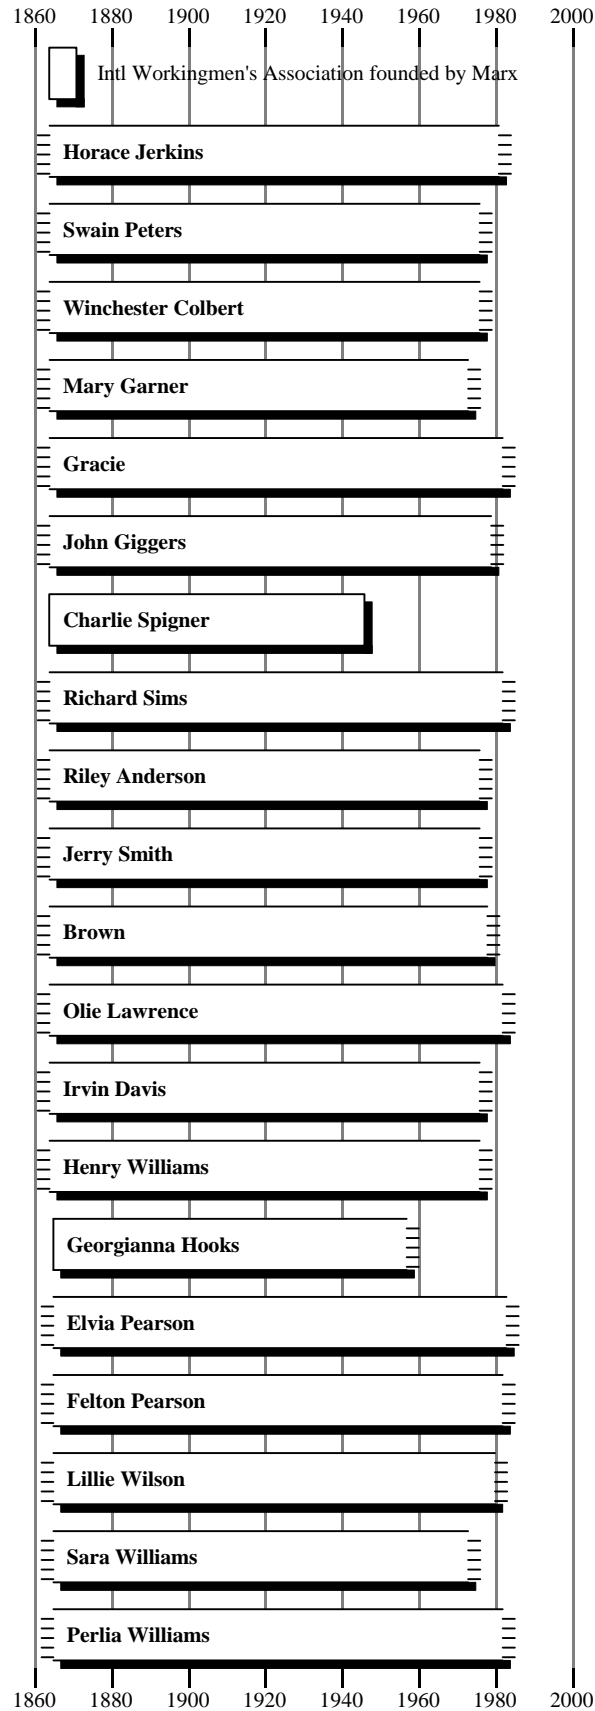 1860 1880 1900 1920 1940 1960 1980 2000
Intl Workingmen's Association founded by Marx
Horace Jerkins
Swain Peters
Winchester Colbert
Mary Garner
Gracie
John Giggers
Charlie Spigner
Richard Sims
Riley Anderson
Jerry Smith
Brown
Olie Lawrence
Irvin Davis
Henry Williams
Georgianna Hooks
Elvia Pearson
Felton Pearson
Lillie Wilson
Sara Williams
Perlia Williams
1860 1880 1900 1920 1940 1960 1980 2000